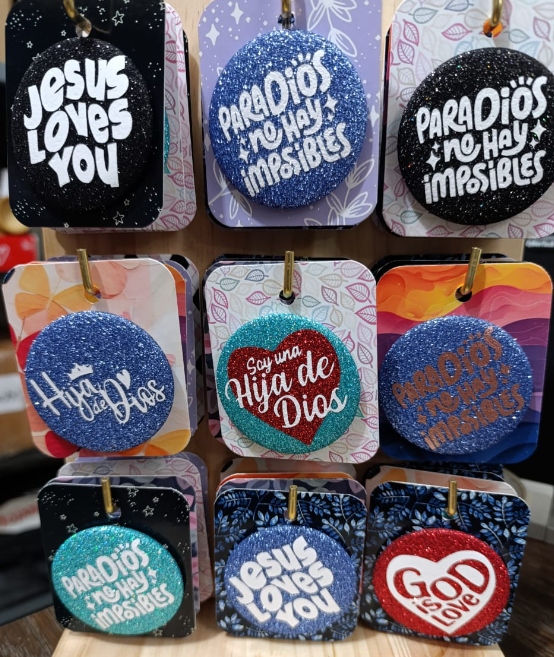 JESUS
LOVES
YOU
PARA DIOS
no HAY
IMPOSIBLES
PARA DIOS
no HAY
IMPOSIBLES
Hija
de Dios
Soy una
Hija de
Dios
PARA DIOS
no HAY
IMPOSIBLES
PARA DIOS
no HAY
IMPOSIBLES
JESUS
LOVES
YOU
GOD
is
LOVE